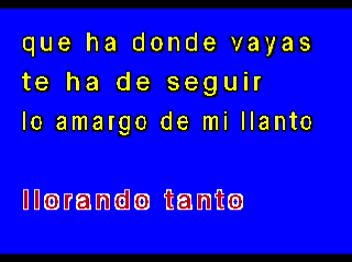 que ha donde vayas
te ha de seguir
lo amargo de mi llanto
llorando tanto